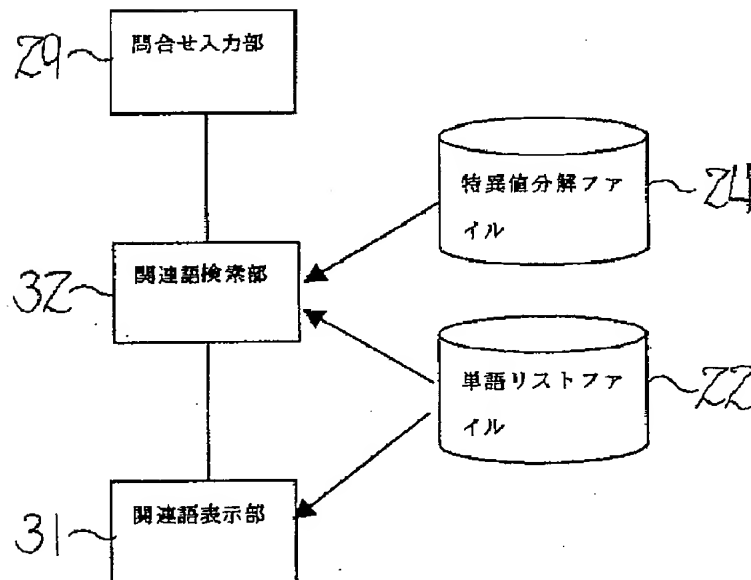 29
問合せ入力部
特異値分解ファ
イル
24
32
関連語検索部
単語リストファ
イル
22
31
関連語表示部